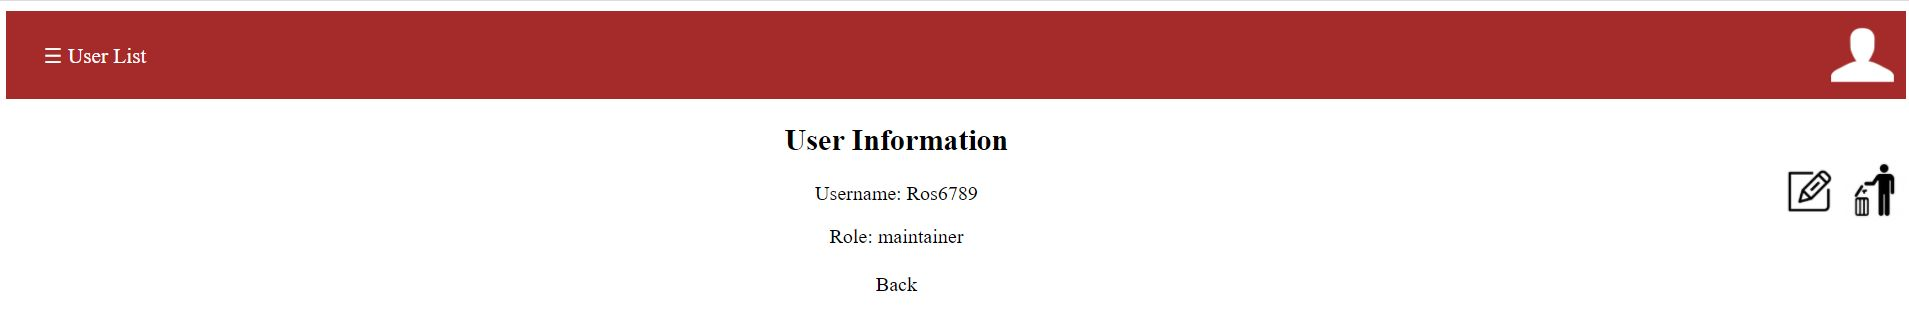 ☰ User List
User Information
Username: Ros6789
Role: maintainer
Back